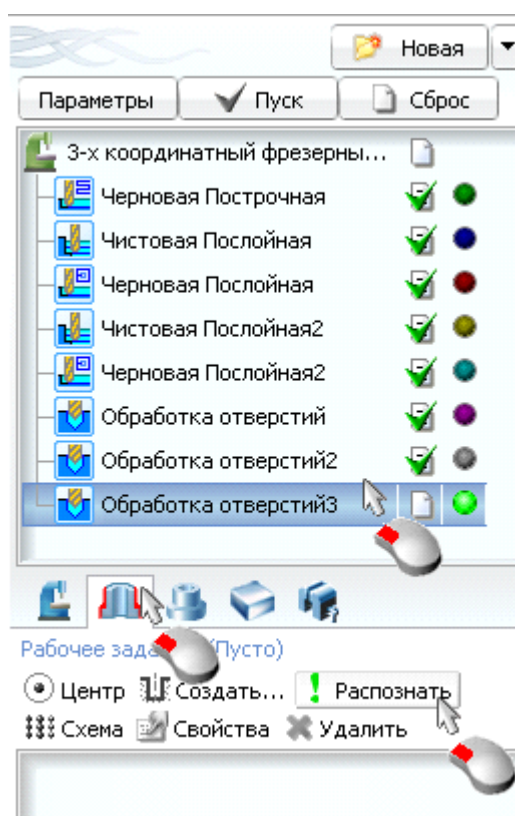 Новая
Параметры Пуск Сброс
3-х координатный фрезерны...
Черновая Построчная
Чистовая Послойная
Черновая Послойная
Чистовая Послойная2
Черновая Послойная2
Обработка отверстий
Обработка отверстий2
Обработка отверстий3
Рабочее зада (Пусто)
Центр Создать... Распознать
Схема Свойства Удалить